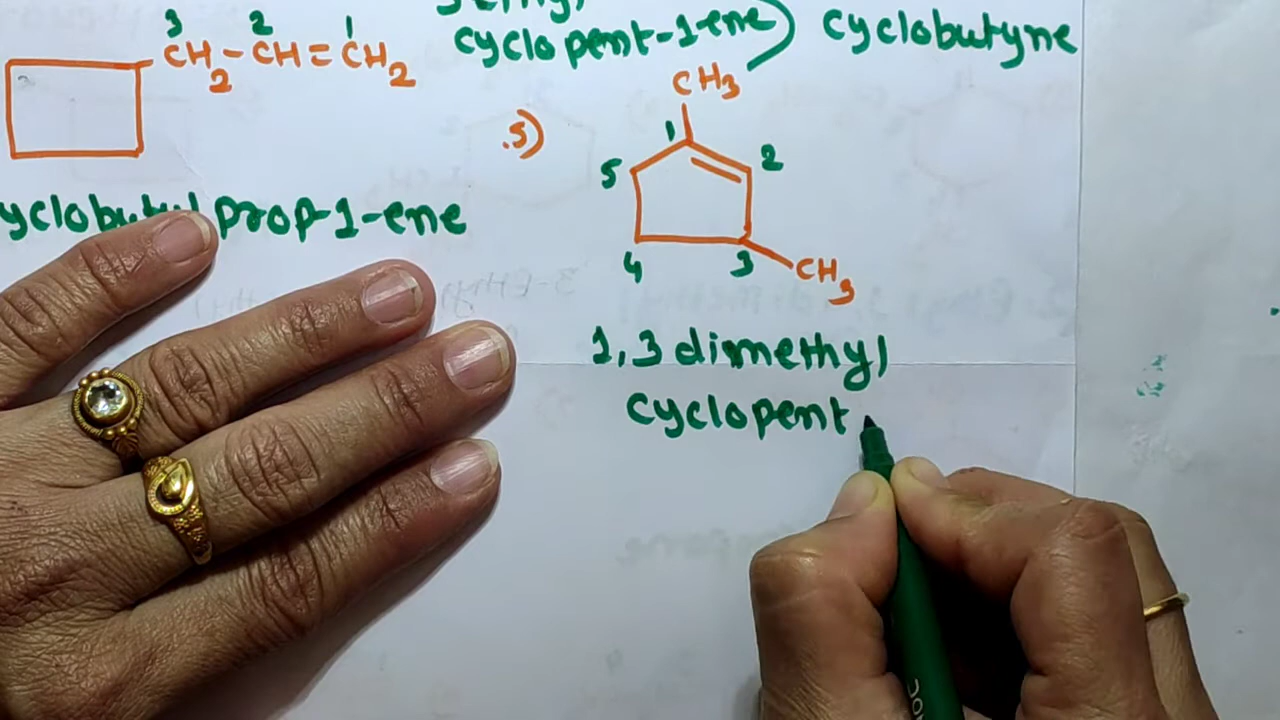 3 2 1
CH2-CH=CH2
cyclopent-1-ene)
cyclobutyne
prop-1-ene
.5)
CH3
1
5
2
4
3
CH3
1,3 dimethyl
cyclopent